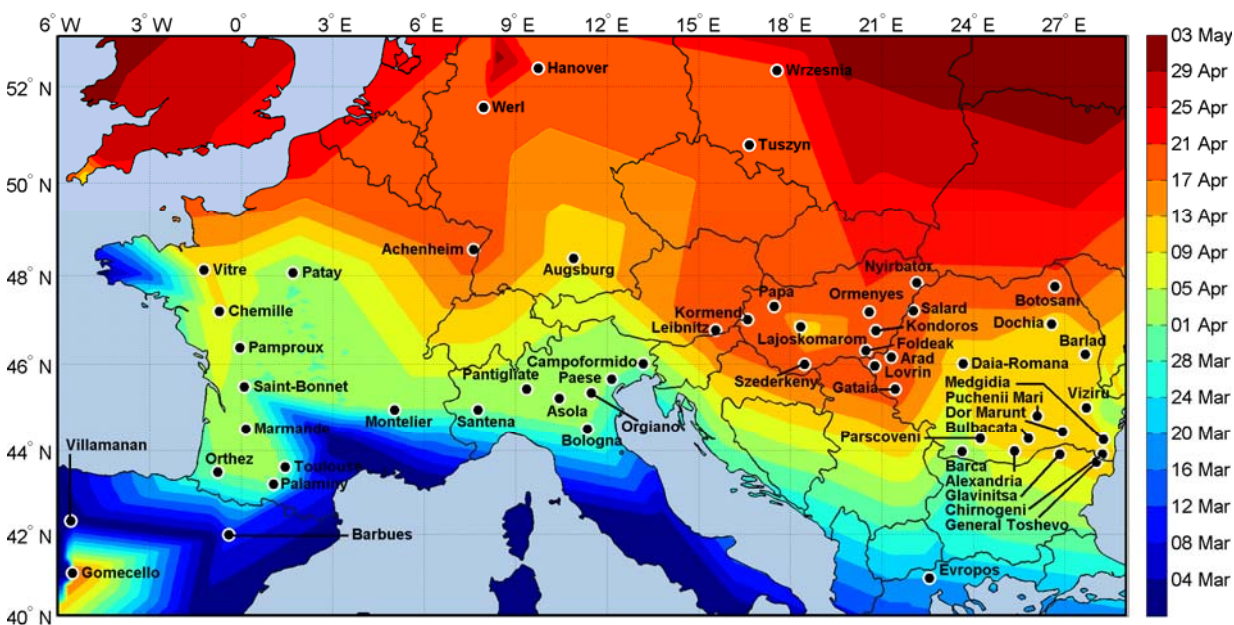 6° W 3° W 0° 3° E 6° E 9° E 12° E 15° E 18° E 21° E 24° E 27° E
52° N
50° N
48° N
46° N
44° N
42° N
40° N
03 May
29 Apr
25 Apr
21 Apr
17 Apr
13 Apr
09 Apr
05 Apr
01 Apr
28 Mar
24 Mar
20 Mar
16 Mar
12 Mar
08 Mar
04 Mar
Hanover
Wrzesnia
Werl
Tuszyn
Achenheim
Augsburg
Vitre
Patay
Chemille
Pamproux
Saint-Bonnet
Marmande
Orthez
Toulouse
Palaminy
Montelier
Villamanan
Barbues
Gomecello
Campoformido
Pantigliate
Paese
Santena
Asola
Bologna
Orgiano
Nyirbator
Papa
Ormenyes
Kormend
Salard
Leibnitz
Lajoskomarom
Kondoros
Foldeak
Arad
Lovrin
Szederkeny
Gataia
Botosani
Dochia
Barlad
Daia-Romana
Medgidia
Puchenii Mari
Viziru
Dor Marunt
Bulbacata
Parscoveni
Barca
Alexandria
Glavinitsa
Chirnogeni
General Toshevo
Evropos